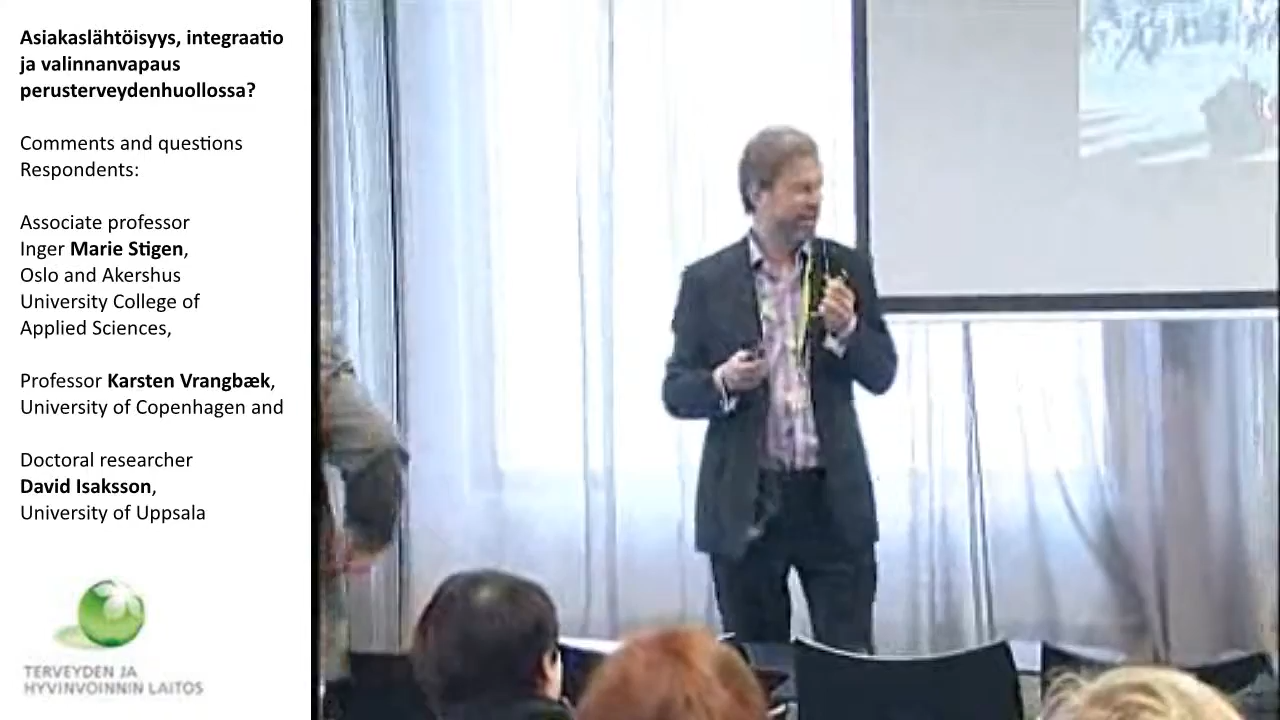 Asiakaslähtöisyys, integraatio
ja valinnanvapaus
perusterveydenhuollossa?
Comments and questions
Respondents:
Associate professor
Inger Marie Stigen,
Oslo and Akershus
University College of
Applied Sciences,
Professor Karsten Vrangbæk,
University of Copenhagen and
Doctoral researcher
David Isaksson,
University of Uppsala
TERVEYDEN JA
HYVINVOINNIN LAITOS